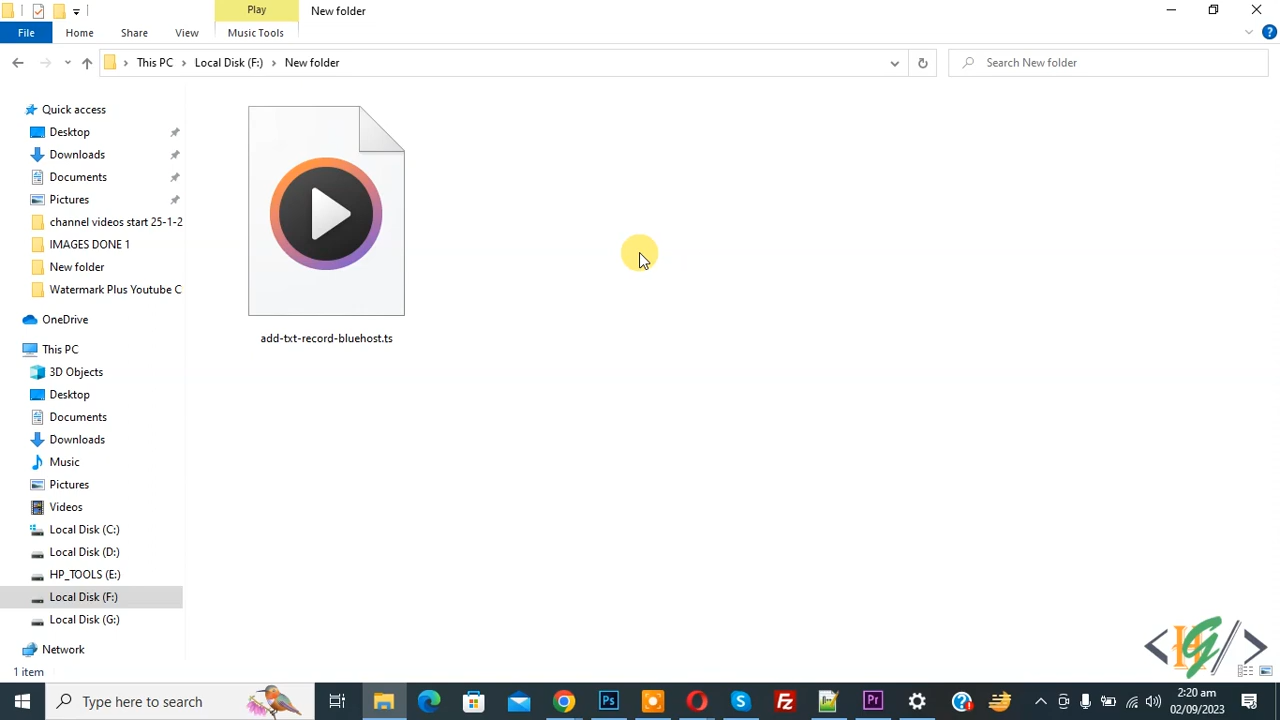 Play
New folder
File
Home
Share
View
Music Tools
This PC
Local Disk (F:)
New folder
Search New folder
Quick access
Desktop
Downloads
Documents
Pictures
channel videos start 25-1-2
IMAGES DONE 1
New folder
Watermark Plus Youtube C
OneDrive
This PC
3D Objects
Desktop
Documents
Downloads
Music
Pictures
Videos
Local Disk (C:)
Local Disk (D:)
HP_TOOLS (E:)
Local Disk (F:)
Local Disk (G:)
Network
add-txt-record-bluehost.ts
<HG/>
1 item
Type here to search
Ps
Fz
Pr
2:20 am
02/09/2023